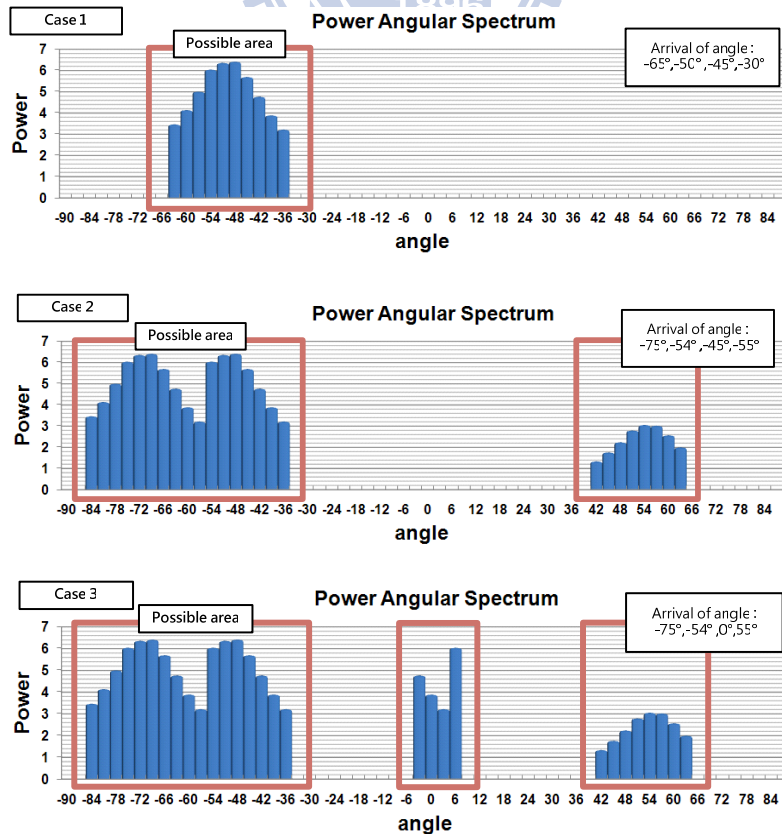 1896
Case 1
Power Angular Spectrum
Possible area
Arrival of angle :
-65°,-50° ,-45°,-30°
Power
7
6
5
4
3
2
1
0
-90 -84 -78 -72 -66 -60 -54 -48 -42 -36 -30 -24 -18 -12 -6 0 6 12 18 24 30 36 42 48 54 60 66 72 78 84
angle
Case 2
Power Angular Spectrum
Possible area
Arrival of angle :
-75°,-54° ,-45°,-55°
Power
7
6
5
4
3
2
1
0
-90 -84 -78 -72 -66 -60 -54 -48 -42 -36 -30 -24 -18 -12 -6 0 6 12 18 24 30 36 42 48 54 60 66 72 78 84
angle
Case 3
Power Angular Spectrum
Possible area
Arrival of angle :
-75°,-54° ,0°,55°
Power
7
6
5
4
3
2
1
0
-90 -84 -78 -72 -66 -60 -54 -48 -42 -36 -30 -24 -18 -12 -6 0 6 12 18 24 30 36 42 48 54 60 66 72 78 84
angle